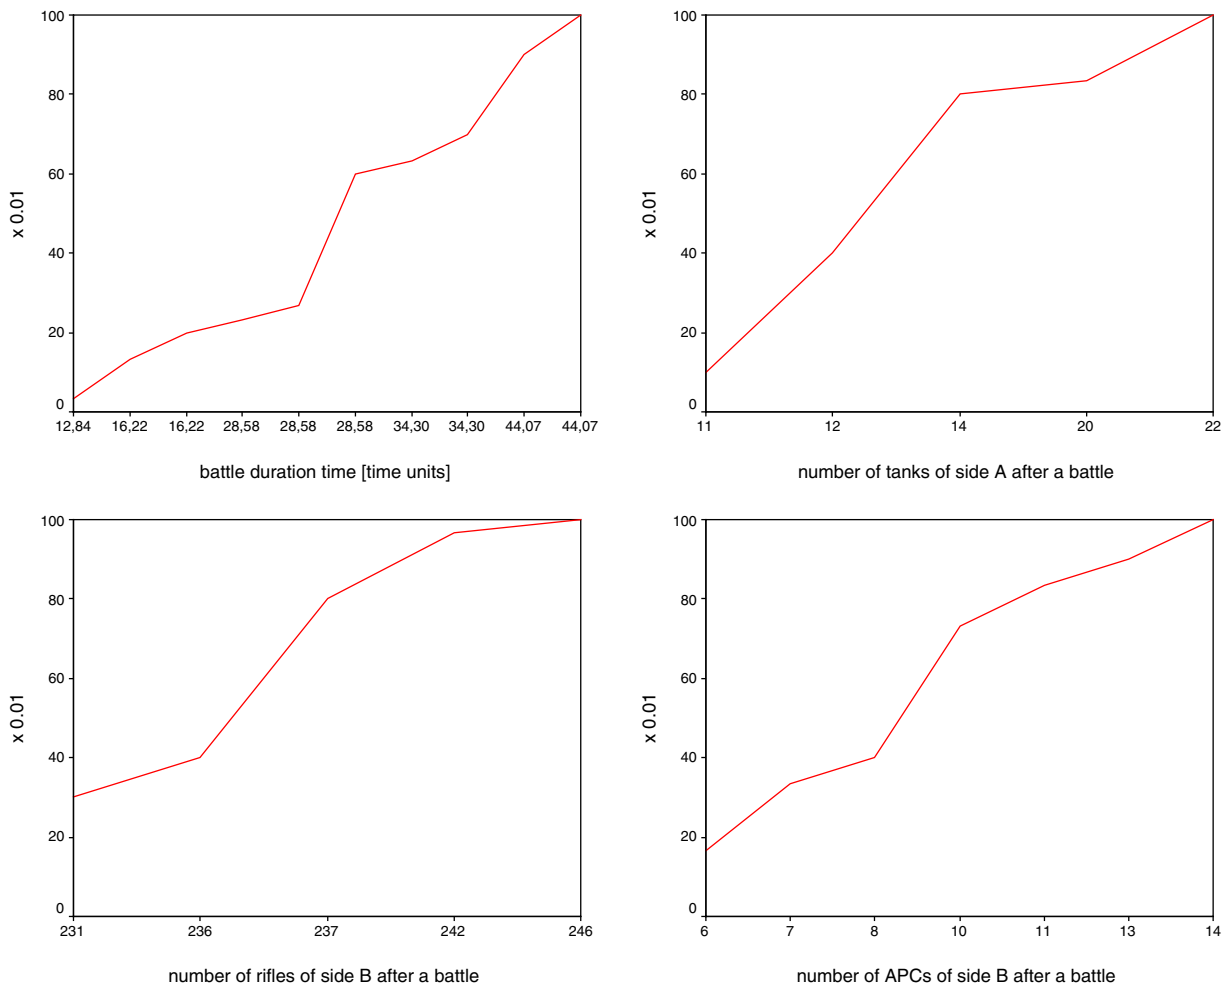 100
80
60
40
20
0
x 0.01
12,84 16,22 16,22 28,58 28,58 28,58 34,30 34,30 44,07 44,07
battle duration time [time units]
100
80
60
40
20
0
x 0.01
11 12 14 20 22
number of tanks of side A after a battle
100
80
60
40
20
0
x 0.01
231 236 237 242 246
number of rifles of side B after a battle
100
80
60
40
20
0
x 0.01
6 7 8 10 11 13 14
number of APCs of side B after a battle